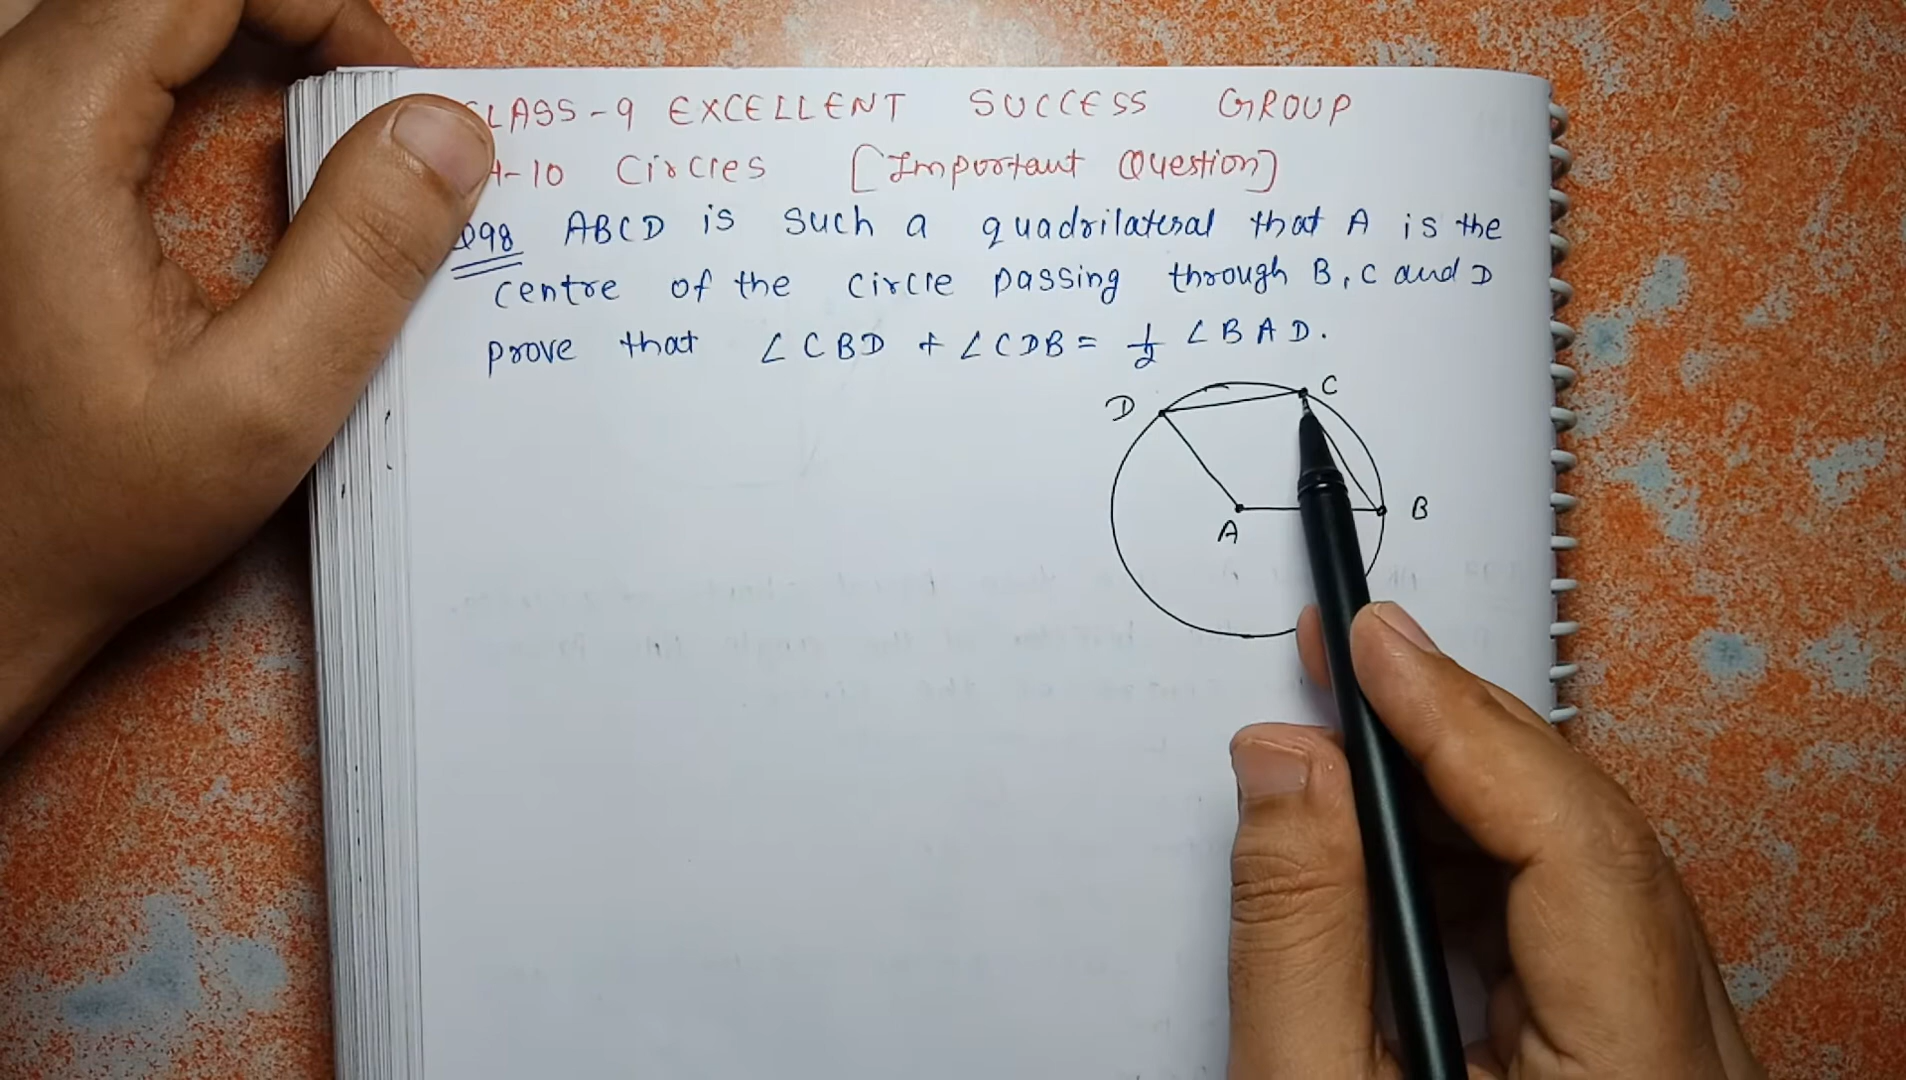 LASS-9 EXCELLENT SUCCESS GROUP
-10 Circles [Important Question]
Q98 ABCD is such a quadrilateral that A is the
centre of the circle passing through B, C and D
prove that ∠CBD + ∠CDB = 1/2 ∠BAD.
D
C
A
B